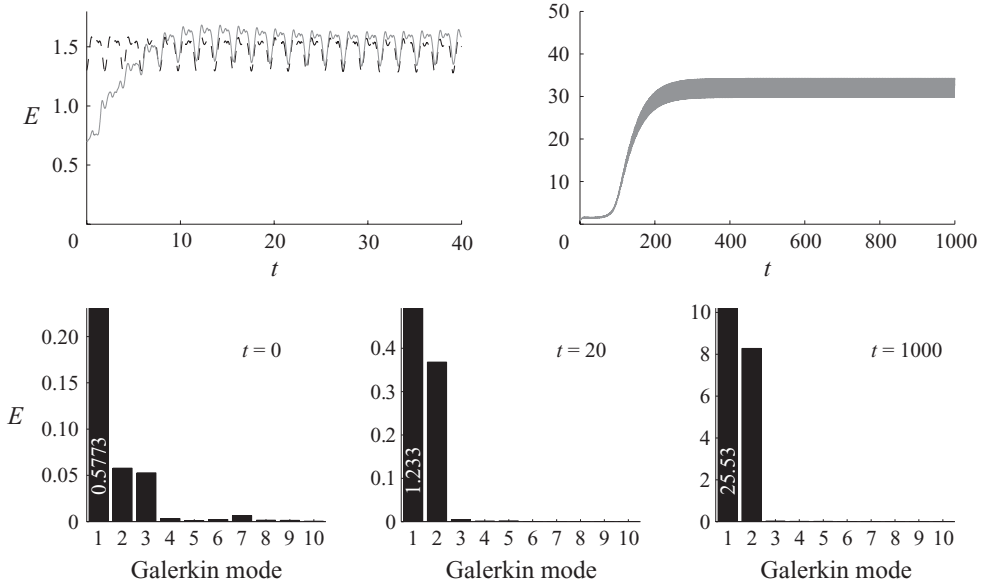 1.5
1.0
0.5
0
10
20
30
40
E
t
50
40
30
20
10
0
200
400
600
800
1000
t
0.20
0.15
0.10
0.05
0
E
0.5773
t = 0
1 2 3 4 5 6 7 8 9 10
Galerkin mode
0.4
0.3
0.2
0.1
0
1.233
t = 20
1 2 3 4 5 6 7 8 9 10
Galerkin mode
10
8
6
4
2
0
25.53
t = 1000
1 2 3 4 5 6 7 8 9 10
Galerkin mode